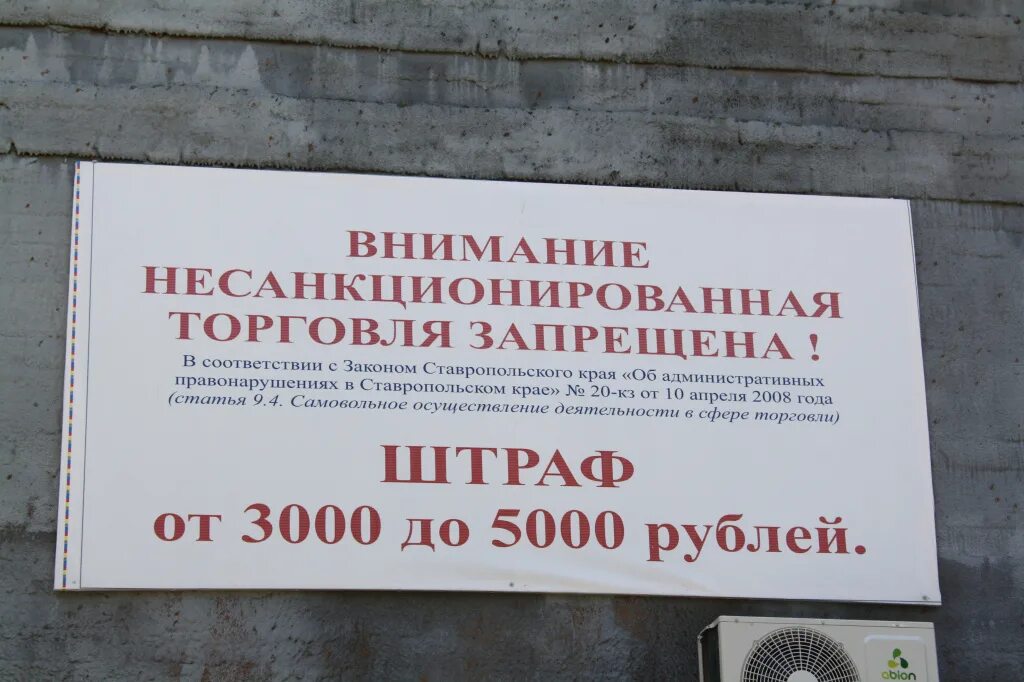 ВНИМАНИЕ
НЕСАНКЦИОНИРОВАННАЯ
ТОРГОВЛЯ ЗАПРЕЩЕНА !
В соответствии с Законом Ставропольского края «Об административных
правонарушениях в Ставропольском крае» № 20-кз от 10 апреля 2008 года
(статья 9.4. Самовольное осуществление деятельности в сфере торговли)
ШТРАФ
от 3000 до 5000 рублей.
abion